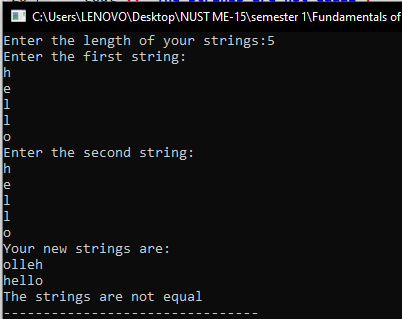 C:\Users\LENOVO\Desktop\NUST ME-15\semester 1\Fundamentals of
Enter the length of your strings:5
Enter the first string:
h
e
l
l
o
Enter the second string:
h
e
l
l
o
Your new strings are:
olleh
hello
The strings are not equal
--------------------------------